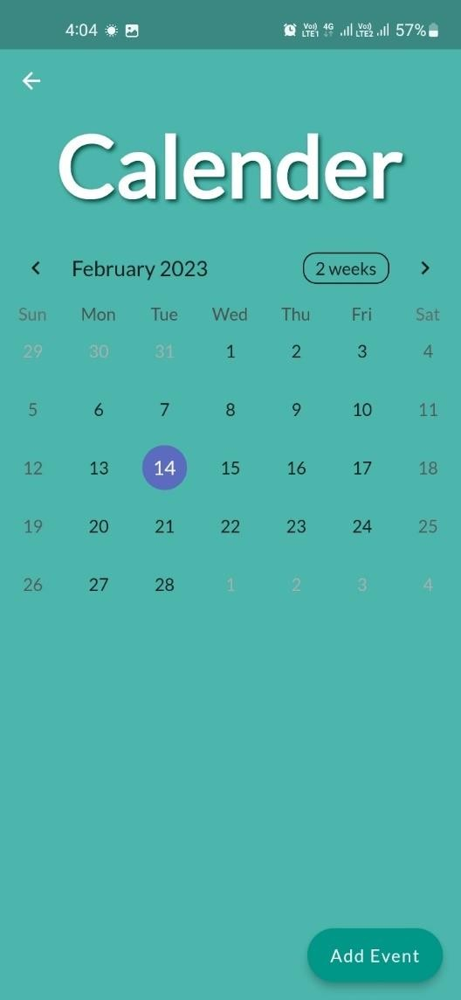 4:04 Vo) LTE1 4G Vo) LTE2 57%
Calender
February 2023 2 weeks
Sun Mon Tue Wed Thu Fri Sat
29 30 31 1 2 3 4
5 6 7 8 9 10 11
12 13 14 15 16 17 18
19 20 21 22 23 24 25
26 27 28 1 2 3 4
Add Event